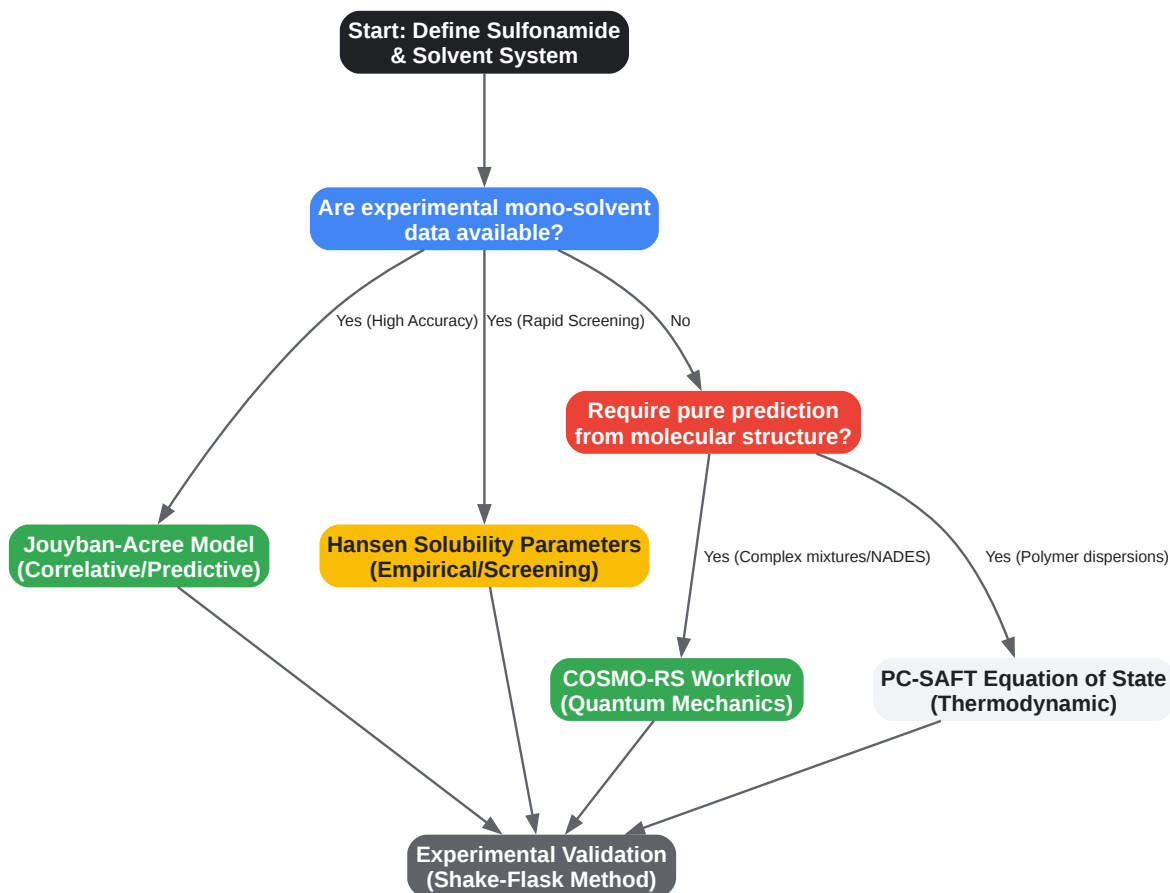 Start: Define Sulfonamide
& Solvent System
Are experimental mono-solvent
data available?
Yes (High Accuracy)
Yes (Rapid Screening)
No
Require pure prediction
from molecular structure?
Jouyban-Acree Model
(Correlative/Predictive)
Hansen Solubility Parameters
(Empirical/Screening)
Yes (Complex mixtures/NADES)
Yes (Polymer dispersions)
COSMO-RS Workflow
(Quantum Mechanics)
PC-SAFT Equation of State
(Thermodynamic)
Experimental Validation
(Shake-Flask Method)